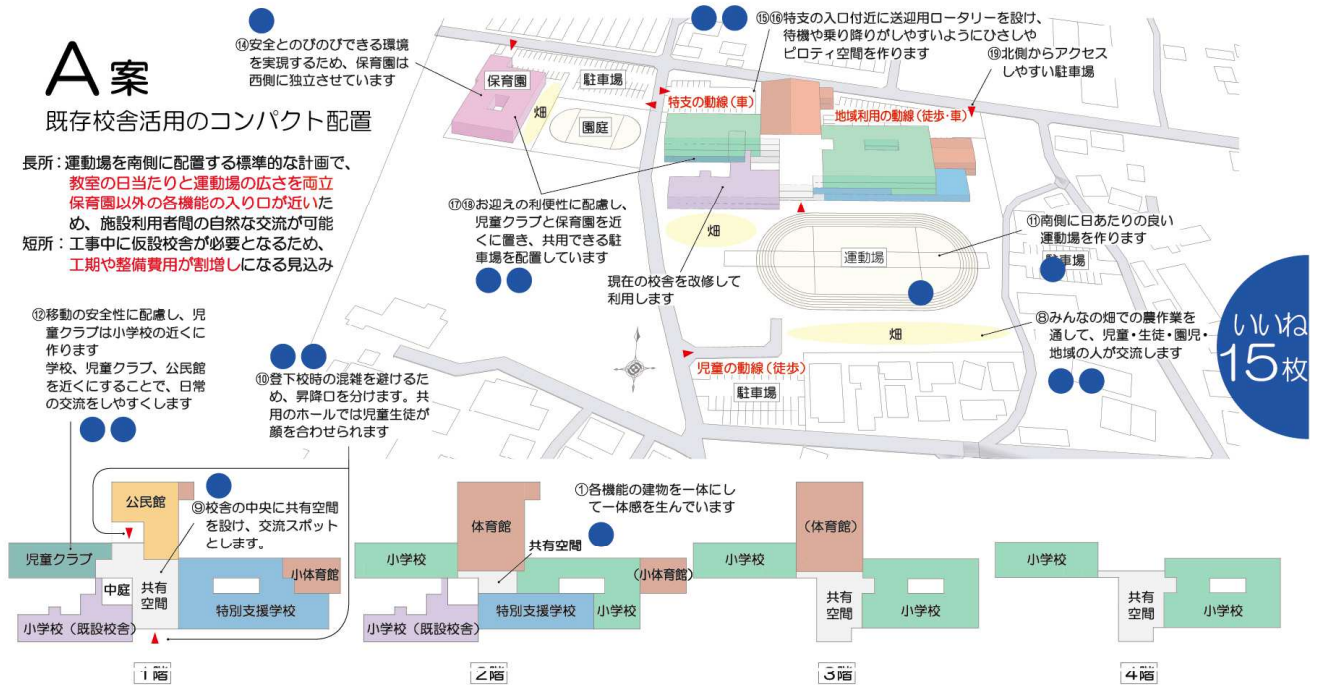 A案
既存校舎活用のコンパクト配置
長所：運動場を南側に配置する標準的な計画で、
教室の日当たりと運動場の広さを両立
保育園以外の各機能の入り口が近いた
め、施設利用者間の自然な交流が可能
短所：工事中に仮設校舎が必要となるため、
工期や整備費用が割増しになる見込み
⑭安全とのびのびできる環境
を実現するため、保育園は
西側に独立させています
⑮⑯特支の入口付近に送迎用ロータリーを設け、
待機や乗り降りがしやすいようにひさしや
ピロティ空間を作ります
⑲北側からアクセス
しやすい駐車場
保育園
駐車場
畑
園庭
特支の動線（車）
地域利用の動線（徒歩・車）
⑰⑱お迎えの利便性に配慮し、
児童クラブと保育園を近
くに置き、共用できる駐
車場を配置しています
畑
現在の校舎を改修して
利用します
運動場
⑪南側に日あたりの良い
運動場を作ります
駐車場
畑
⑧みんなの畑での農作業を
通して、児童・生徒・園児・
地域の人が交流します
いいね
15枚
児童の動線（徒歩）
駐車場
⑫移動の安全性に配慮し、児
童クラブは小学校の近くに
作ります
学校、児童クラブ、公民館
を近くにすることで、日常
の交流をしやすくします
⑩登下校時の混雑を避けるた
め、昇降口を分けます。共
用のホールでは児童生徒が
顔を合わせられます
⑨校舎の中央に共有空間
を設け、交流スポット
とします。
①各機能の建物を一体にし
て一体感を生んでいます
公民館
児童クラブ
中庭
共有
空間
小体育館
特別支援学校
小学校（既設校舎）
1階
体育館
小学校
共有空間
（小体育館）
特別支援学校
小学校
小学校（既設校舎）
2階
（体育館）
小学校
共有
空間
小学校
3階
小学校
共有
空間
小学校
4階